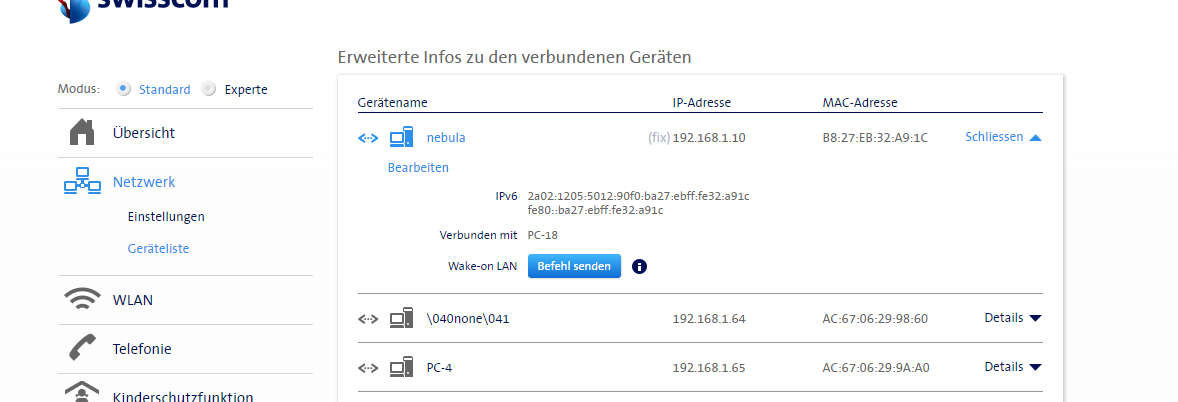 swisscom
Erweiterte Infos zu den verbundenen Geräten
Modus: Standard Experte
Übersicht
Netzwerk
Einstellungen
Geräteliste
WLAN
Telefonie
Kinderschutzfunktion
Gerätename IP-Adresse MAC-Adresse
nebula (fix) 192.168.1.10 B8:27:EB:32:A9:1C Schliessen
Bearbeiten
IPv6 2a02:1205:5012:90f0:ba27:ebff:fe32:a91c
fe80::ba27:ebff:fe32:a91c
Verbunden mit PC-18
Wake-on LAN Befehl senden
\040none\041 192.168.1.64 AC:67:06:29:98:60 Details
PC-4 192.168.1.65 AC:67:06:29:9A:A0 Details